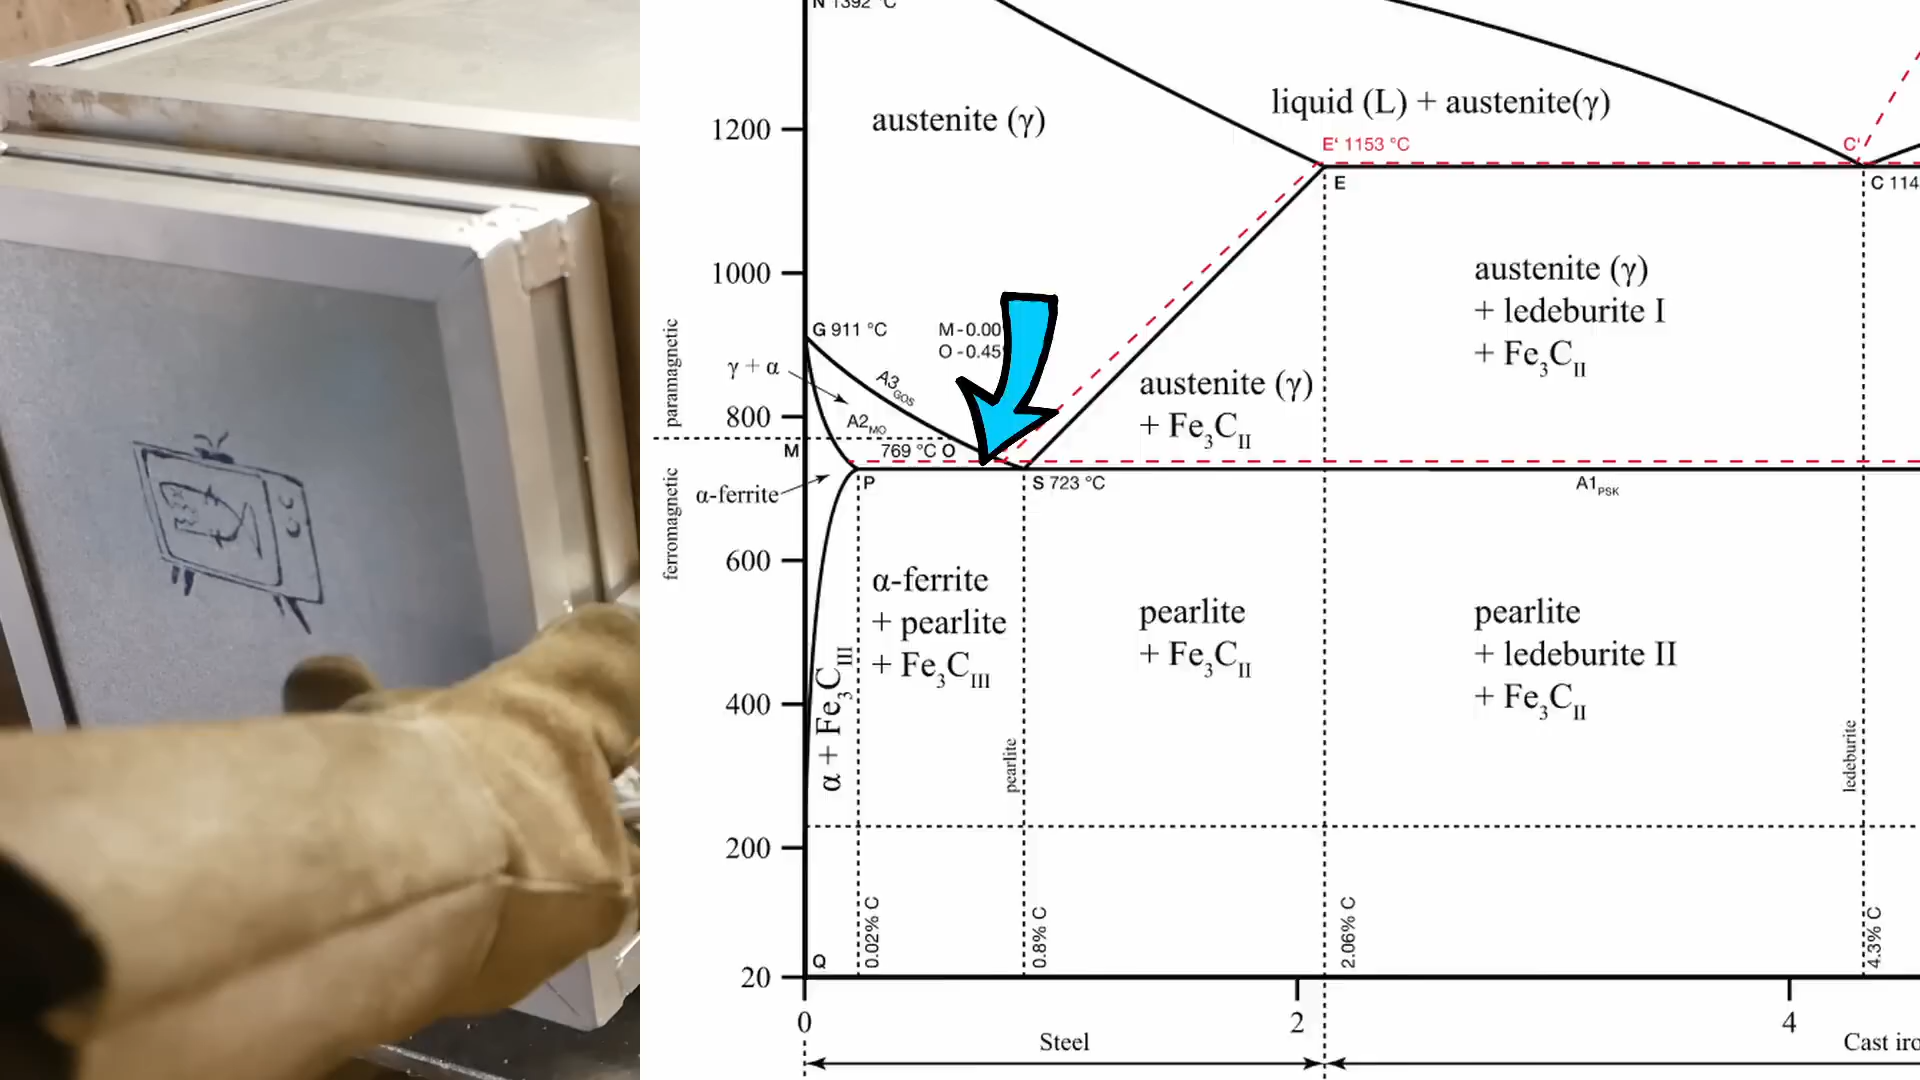 N 1392 °C
austenite (γ)
liquid (L) + austenite(γ)
1200
E' 1153 °C
C'
E
C 114
1000
austenite (γ)
+ ledeburite I
+ Fe3CII
G 911 °C
M - 0.00
O - 0.45
paramagnetic
γ + α
A3GOS
austenite (γ)
+ Fe3CII
800
A2MO
M
769 °C O
α-ferrite
P
S 723 °C
A1PSK
ferromagnetic
600
α-ferrite
+ pearlite
+ Fe3CIII
pearlite
+ Fe3CII
pearlite
+ ledeburite II
+ Fe3CII
α + Fe3CIII
400
pearlite
ledeburite
200
0.02% C
0.8% C
2.06% C
4.3% C
Q
20
0
2
4
Steel
Cast iro